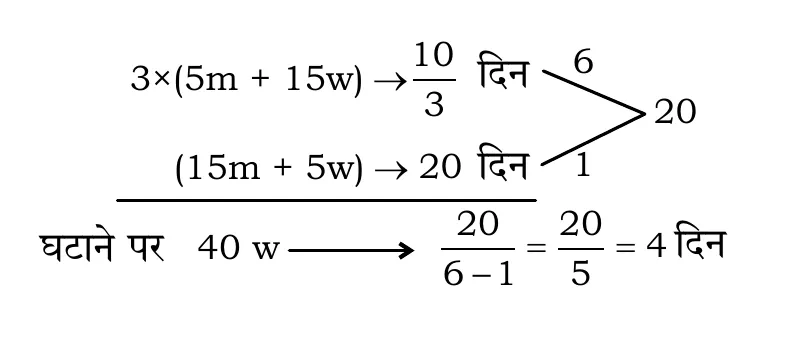 3×(5m + 15w) → 10/3 दिन 6
20
(15m + 5w) → 20 दिन 1
घटाने पर 40 w ⟶ 20/(6 – 1) = 20/5 = 4 दिन